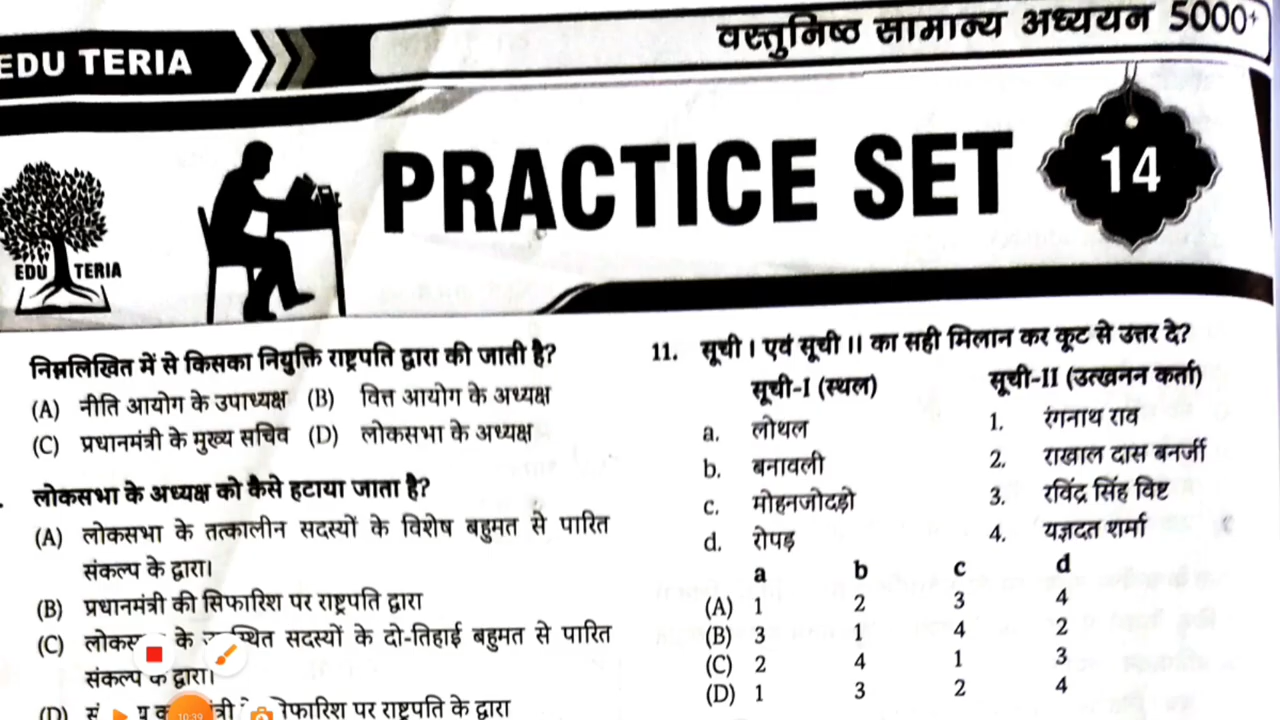 EDU TERIA
वस्तुनिष्ठ सामान्य अध्ययन 5000+
PRACTICE SET
14
EDU TERIA
निम्नलिखित में से किसका नियुक्ति राष्ट्रपति द्वारा की जाती है?
(A) नीति आयोग के उपाध्यक्ष (B) वित्त आयोग के अध्यक्ष
(C) प्रधानमंत्री के मुख्य सचिव (D) लोकसभा के अध्यक्ष
लोकसभा के अध्यक्ष को कैसे हटाया जाता है?
(A) लोकसभा के तत्कालीन सदस्यों के विशेष बहुमत से पारित
संकल्प के द्वारा।
(B) प्रधानमंत्री की सिफारिश पर राष्ट्रपति द्वारा
(C) के सदस्यों के दो-तिहाई बहुमत से पारित
संकल्प के द्वारा।
(D) पर राष्ट्रपति के द्वारा
10:39
11. सूची I एवं सूची II का सही मिलान कर कूट से उत्तर दे?
सूची-I (स्थल) सूची-II (उत्खनन कर्ता)
a. लोथल 1. रंगनाथ राव
b. बनावली 2. राखाल दास बनर्जी
c. मोहनजोदड़ो 3. रविंद्र सिंह विष्ट
d. रोपड़ 4. यज्ञदत शर्मा
a b c d
(A) 1 2 3 4
(B) 3 1 4 2
(C) 2 4 1 3
(D) 1 3 2 4